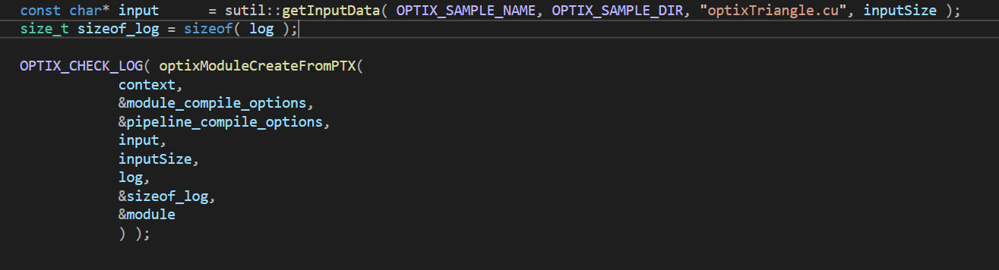 const char* input      = sutil::getInputData( OPTIX_SAMPLE_NAME, OPTIX_SAMPLE_DIR, "optixTriangle.cu", inputSize );
size_t sizeof_log = sizeof( log );
OPTIX_CHECK_LOG( optixModuleCreateFromPTX(
            context,
            &module_compile_options,
            &pipeline_compile_options,
            input,
            inputSize,
            log,
            &sizeof_log,
            &module
            ) );